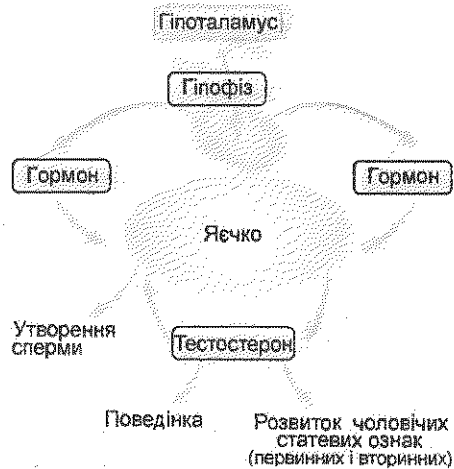 Гіпоталамус
Гіпофіз
Гормон
Гормон
Яєчко
Утворення
сперми
Тестостерон
Поведінка
Розвиток чоловічих
статевих ознак
(первинних і вторинних)